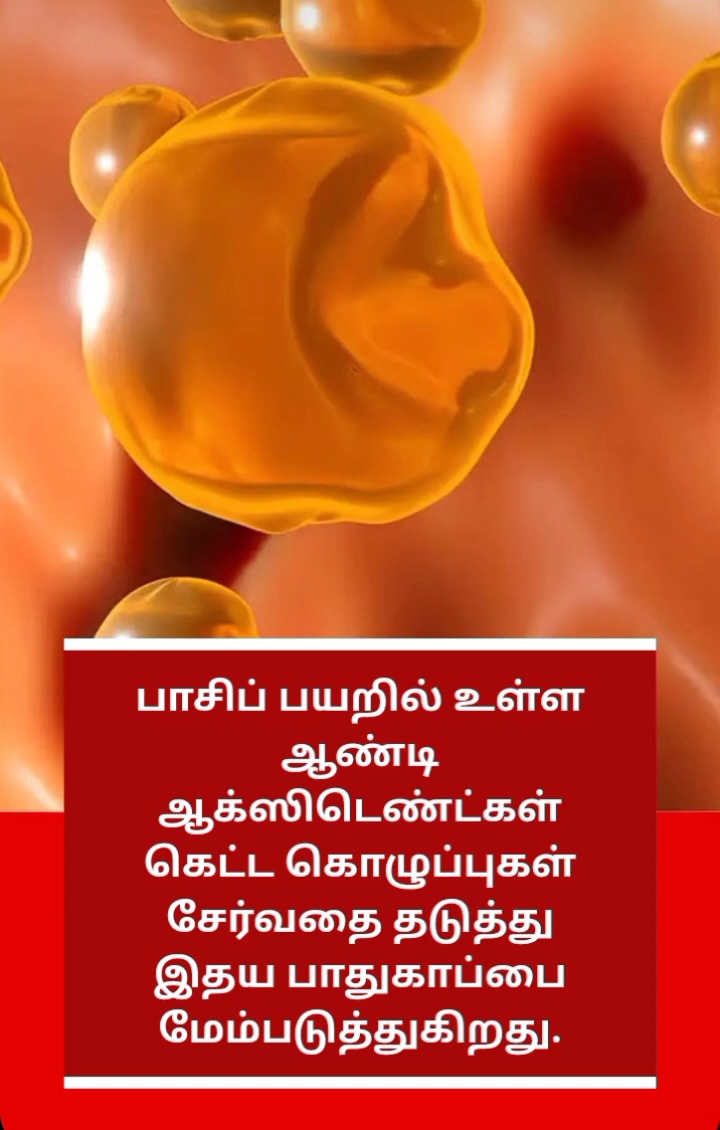 பாசிப் பயறில் உள்ள
ஆண்டி
ஆக்ஸிடெண்ட்கள்
கெட்ட கொழுப்புகள்
சேர்வதை தடுத்து
இதய பாதுகாப்பை
மேம்படுத்துகிறது.